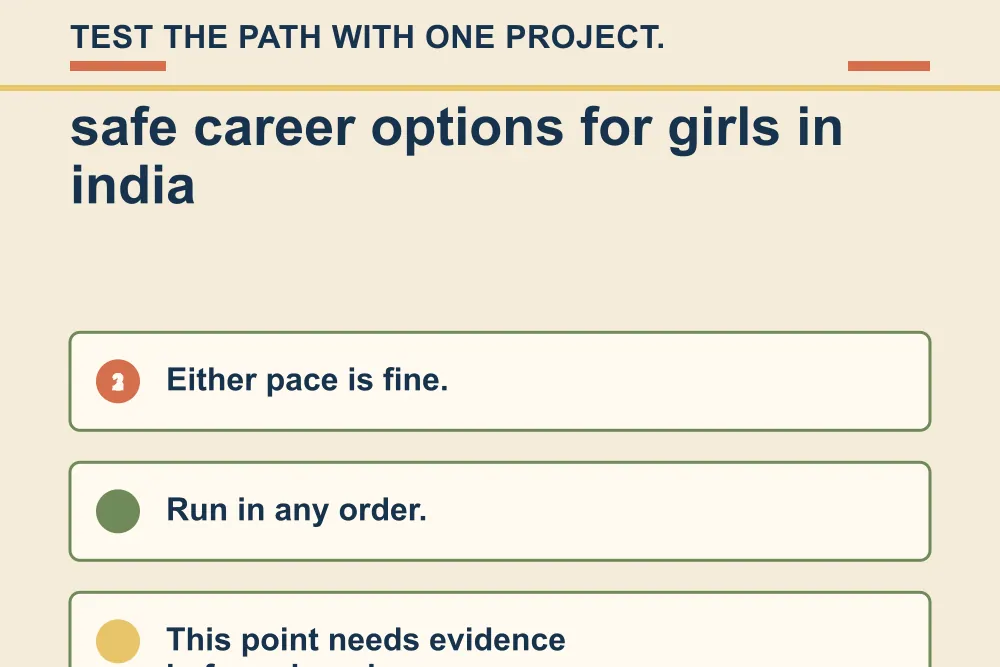 TEST THE PATH WITH ONE PROJECT.
safe career options for girls in
india
Either pace is fine.
Run in any order.
This point needs evidence